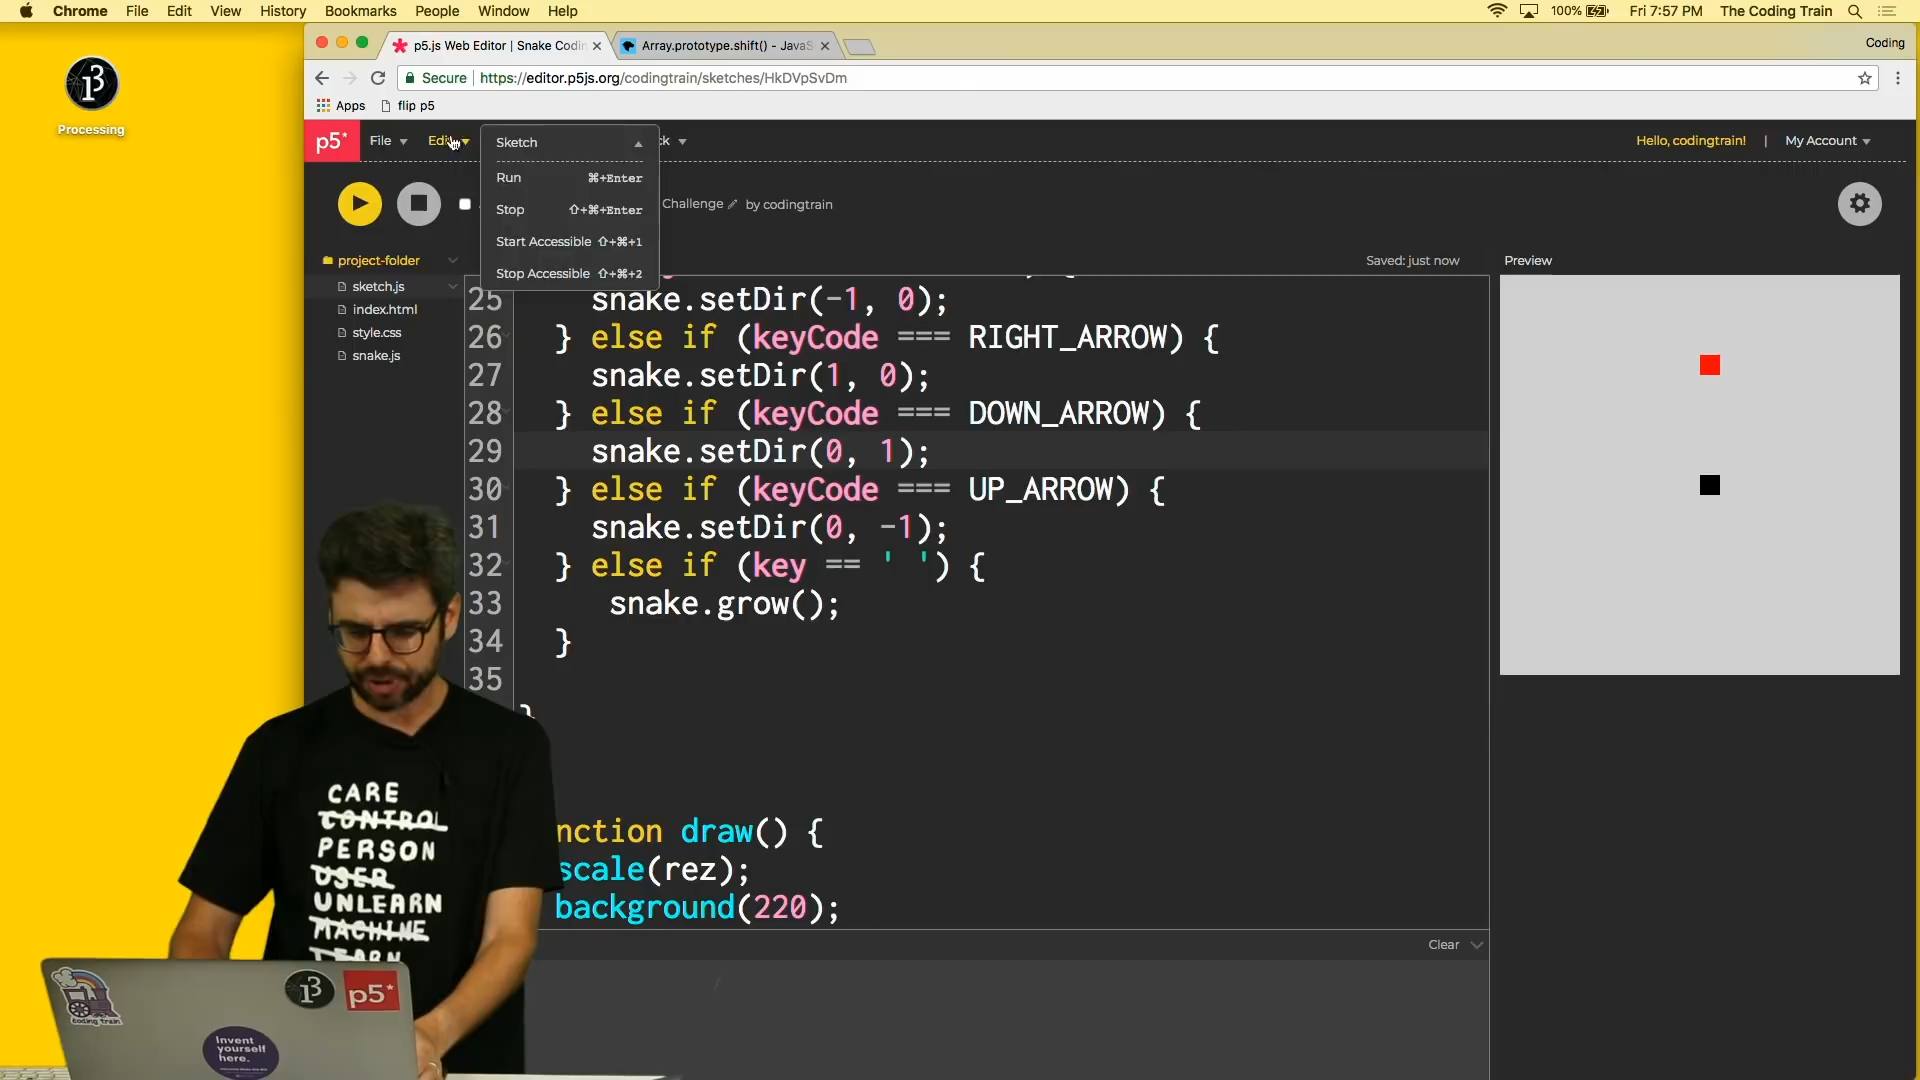 Chrome File Edit View History Bookmarks People Window Help 100% Fri 7:57 PM The Coding Train
p5.js Web Editor | Snake Codin Array.prototype.shift() - JavaS Coding
Secure https://editor.p5js.org/codingtrain/sketches/HkDVpSvDm
Apps flip p5
Processing
p5* File Edit Sketch Hello, codingtrain! | My Account
Run ⌘+Enter
Challenge by codingtrain
Stop ⇧+⌘+Enter
Start Accessible ⇧+⌘+1
Stop Accessible ⇧+⌘+2
project-folder
sketch.js
index.html
style.css
snake.js
Saved: just now
Preview
25 snake.setDir(-1, 0);
26 } else if (keyCode === RIGHT_ARROW) {
27 snake.setDir(1, 0);
28 } else if (keyCode === DOWN_ARROW) {
29 snake.setDir(0, 1);
30 } else if (keyCode === UP_ARROW) {
31 snake.setDir(0, -1);
32 } else if (key == ' ') {
33 snake.grow();
34 }
35
}
nction draw() {
scale(rez);
background(220);
Clear
CARE
CONTROL
PERSON
USER
UNLEARN
MACHINE
LEARN
p5*
coding train
Invent
yourself
here.